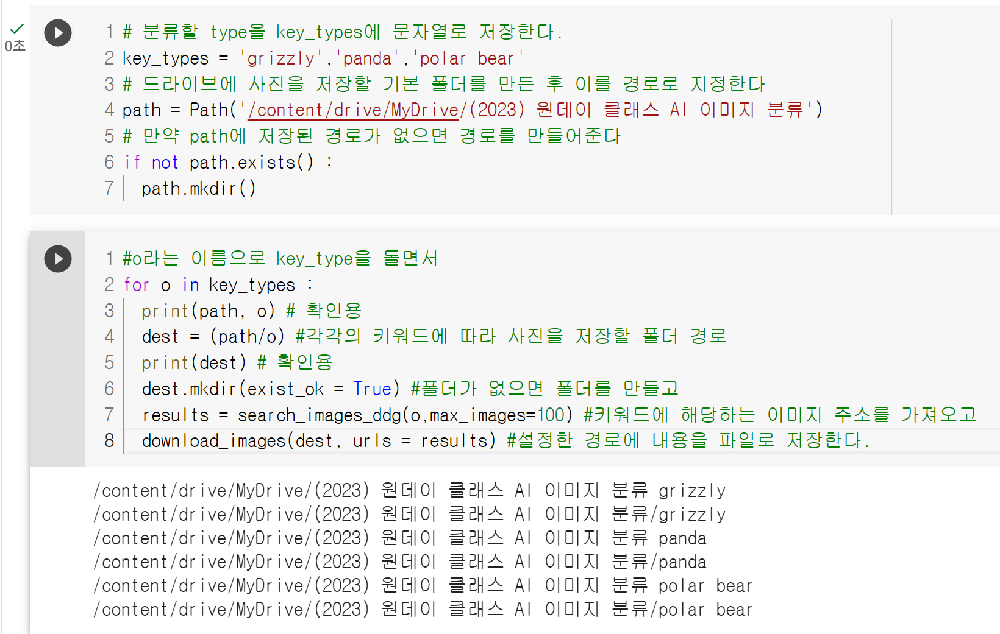 0초
1 # 분류할 type을 key_types에 문자열로 저장한다.
2 key_types = 'grizzly','panda','polar bear'
3 # 드라이브에 사진을 저장할 기본 폴더를 만든 후 이를 경로로 지정한다
4 path = Path('/content/drive/MyDrive/(2023) 원데이 클래스 AI 이미지 분류')
5 # 만약 path에 저장된 경로가 없으면 경로를 만들어준다
6 if not path.exists() :
7 path.mkdir()
1 #o라는 이름으로 key_type을 돌면서
2 for o in key_types :
3 print(path, o) # 확인용
4 dest = (path/o) #각각의 키워드에 따라 사진을 저장할 폴더 경로
5 print(dest) # 확인용
6 dest.mkdir(exist_ok = True) #폴더가 없으면 폴더를 만들고
7 results = search_images_ddg(o,max_images=100) #키워드에 해당하는 이미지 주소를 가져오고
8 download_images(dest, urls = results) #설정한 경로에 내용을 파일로 저장한다.
/content/drive/MyDrive/(2023) 원데이 클래스 AI 이미지 분류 grizzly
/content/drive/MyDrive/(2023) 원데이 클래스 AI 이미지 분류/grizzly
/content/drive/MyDrive/(2023) 원데이 클래스 AI 이미지 분류 panda
/content/drive/MyDrive/(2023) 원데이 클래스 AI 이미지 분류/panda
/content/drive/MyDrive/(2023) 원데이 클래스 AI 이미지 분류 polar bear
/content/drive/MyDrive/(2023) 원데이 클래스 AI 이미지 분류/polar bear